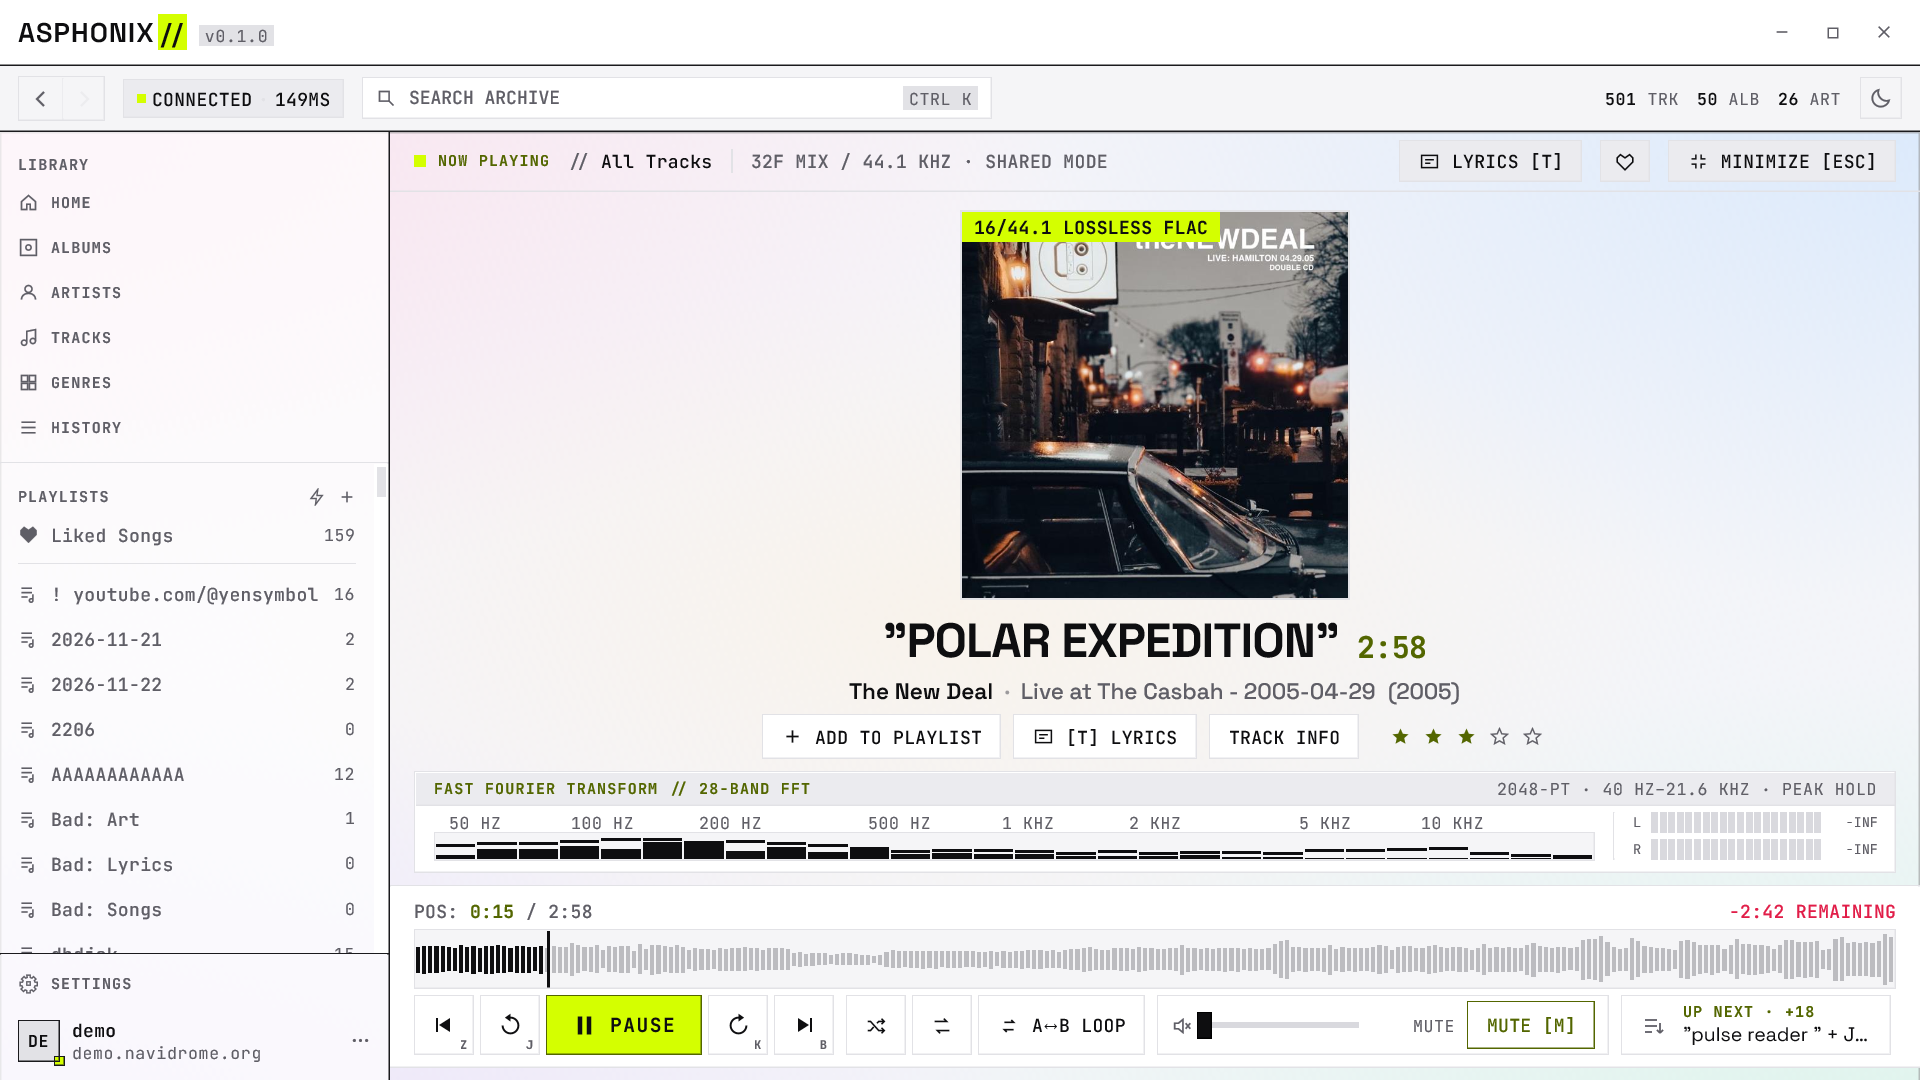 ASPHONIX// v0.1.0
CONNECTED · 149MS
SEARCH ARCHIVE CTRL K
501 TRK 50 ALB 26 ART
LIBRARY
HOME
ALBUMS
ARTISTS
TRACKS
GENRES
HISTORY
PLAYLISTS
Liked Songs 159
! youtube.com/@yensymbol 16
2026-11-21 2
2026-11-22 2
2206 0
AAAAAAAAAAAA 12
Bad: Art 1
Bad: Lyrics 0
Bad: Songs 0
SETTINGS
DE
demo
demo.navidrome.org
NOW PLAYING // All Tracks 32F MIX / 44.1 KHZ · SHARED MODE
LYRICS [T]
MINIMIZE [ESC]
16/44.1 LOSSLESS FLAC
theNEWDEAL
LIVE: HAMILTON 04.29.05
DOUBLE CD
”POLAR EXPEDITION” 2:58
The New Deal · Live at The Casbah - 2005-04-29 (2005)
+ ADD TO PLAYLIST
[T] LYRICS
TRACK INFO
FAST FOURIER TRANSFORM // 28-BAND FFT
2048-PT · 40 HZ–21.6 KHZ · PEAK HOLD
50 HZ 100 HZ 200 HZ 500 HZ 1 KHZ 2 KHZ 5 KHZ 10 KHZ
L -INF
R -INF
POS: 0:15 / 2:58
-2:42 REMAINING
Z
J
PAUSE
K
B
A↔B LOOP
MUTE
MUTE [M]
UP NEXT · +18
”pulse reader ” + J...